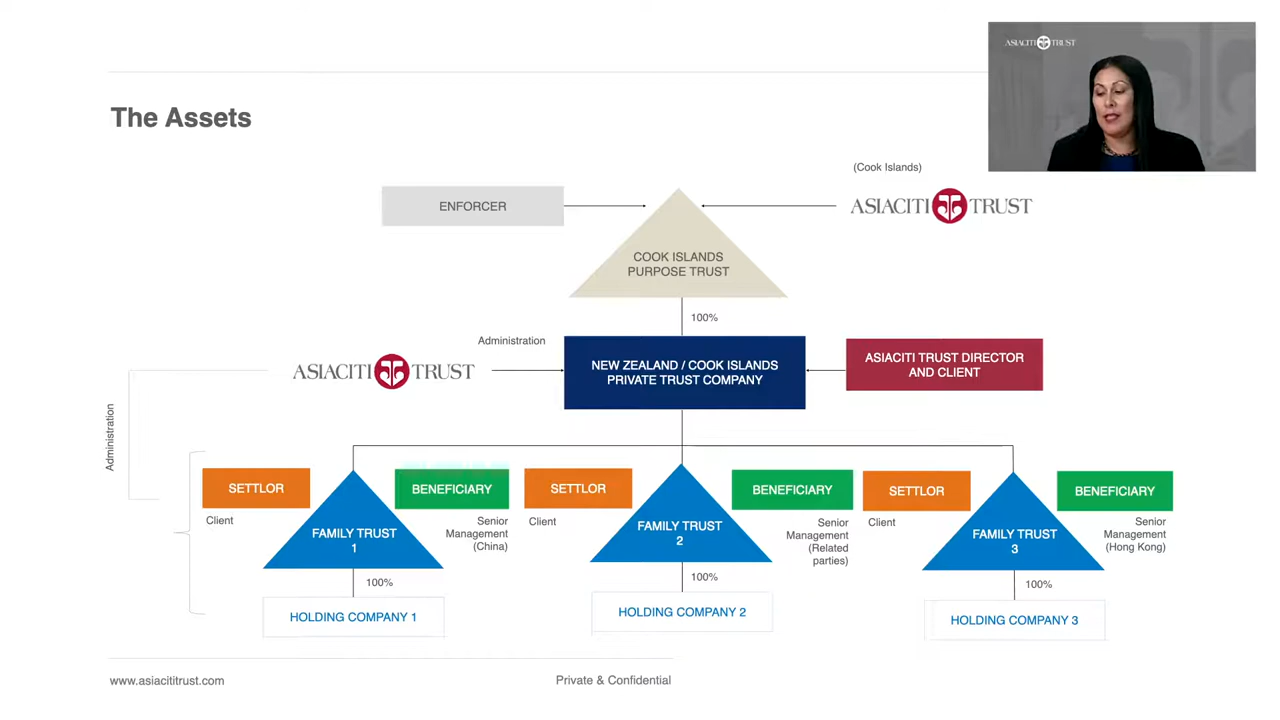 ASIACITI TRUST
The Assets
(Cook Islands)
ENFORCER
ASIACITI TRUST
COOK ISLANDS
PURPOSE TRUST
100%
Administration
NEW ZEALAND / COOK ISLANDS
PRIVATE TRUST COMPANY
ASIACITI TRUST DIRECTOR
AND CLIENT
ASIACITI TRUST
Administration
SETTLOR
Client
FAMILY TRUST
1
BENEFICIARY
Senior
Management
(China)
100%
HOLDING COMPANY 1
SETTLOR
Client
FAMILY TRUST
2
BENEFICIARY
Senior
Management
(Related
parties)
100%
HOLDING COMPANY 2
SETTLOR
Client
FAMILY TRUST
3
BENEFICIARY
Senior
Management
(Hong Kong)
100%
HOLDING COMPANY 3
www.asiacititrust.com
Private & Confidential